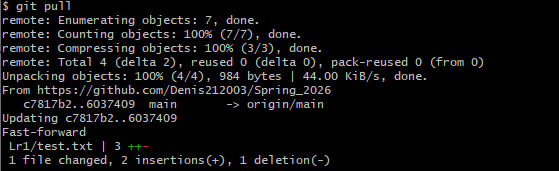 $ git pull
remote: Enumerating objects: 7, done.
remote: Counting objects: 100% (7/7), done.
remote: Compressing objects: 100% (3/3), done.
remote: Total 4 (delta 2), reused 0 (delta 0), pack-reused 0 (from 0)
Unpacking objects: 100% (4/4), 984 bytes | 44.00 KiB/s, done.
From https://github.com/Denis212003/Spring_2026
   c7817b2..6037409  main       -> origin/main
Updating c7817b2..6037409
Fast-forward
 Lr1/test.txt | 3 ++-
 1 file changed, 2 insertions(+), 1 deletion(-)